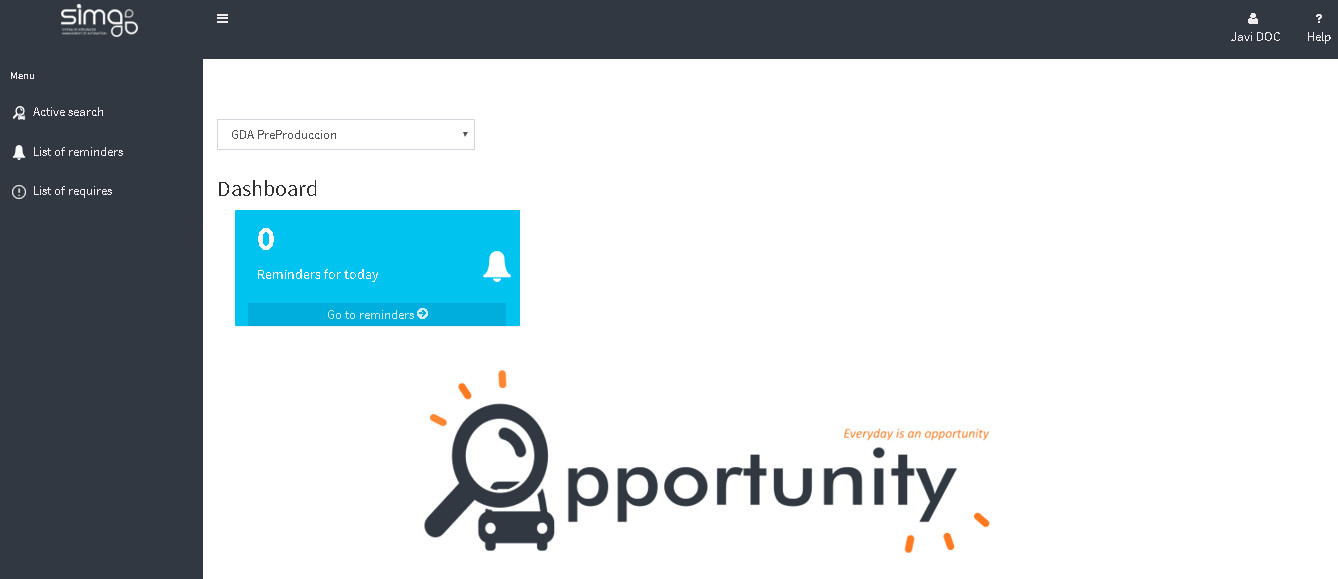 sima
Javi DOC
? Help
Menu
Active search
List of reminders
List of requires
GDA PreProduccion
Dashboard
0
Reminders for today
Go to reminders
Everyday is an opportunity
pportunity